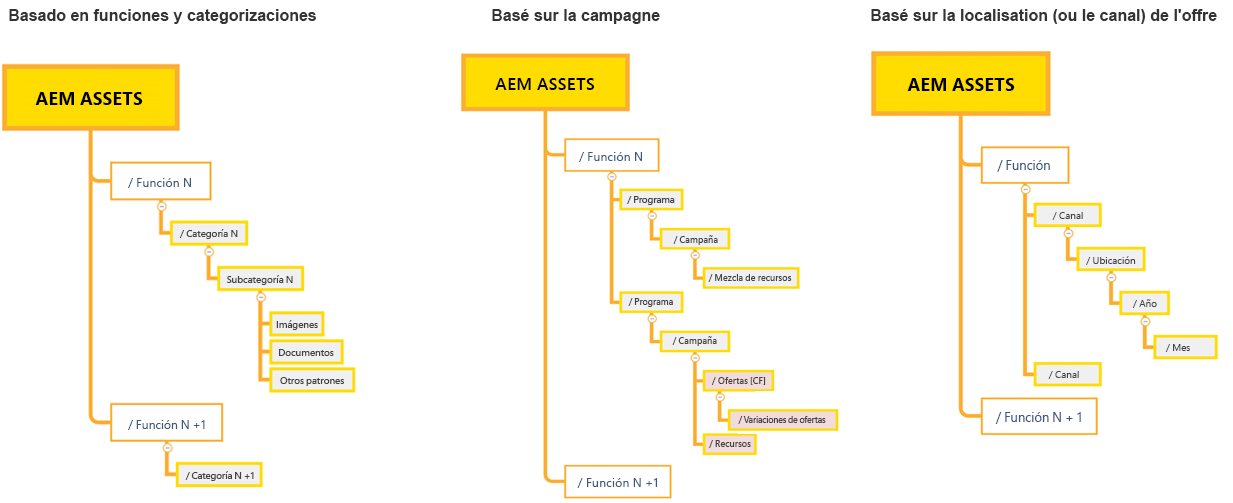 Basado en funciones y categorizaciones
AEM ASSETS
/ Función N
/ Categoría N
Subcategoría N
Imágenes
Documentos
Otros patrones
/ Función N +1
/ Categoría N +1
Basé sur la campagne
AEM ASSETS
/ Función N
/ Programa
/ Campaña
/ Mezcla de recursos
/ Programa
/ Campaña
/ Ofertas [CF]
/ Variaciones de ofertas
/ Recursos
/ Función N +1
Basé sur la localisation (ou le canal) de l'offre
AEM ASSETS
/ Función
/ Canal
/ Ubicación
/ Año
/ Mes
/ Canal
/ Función N + 1